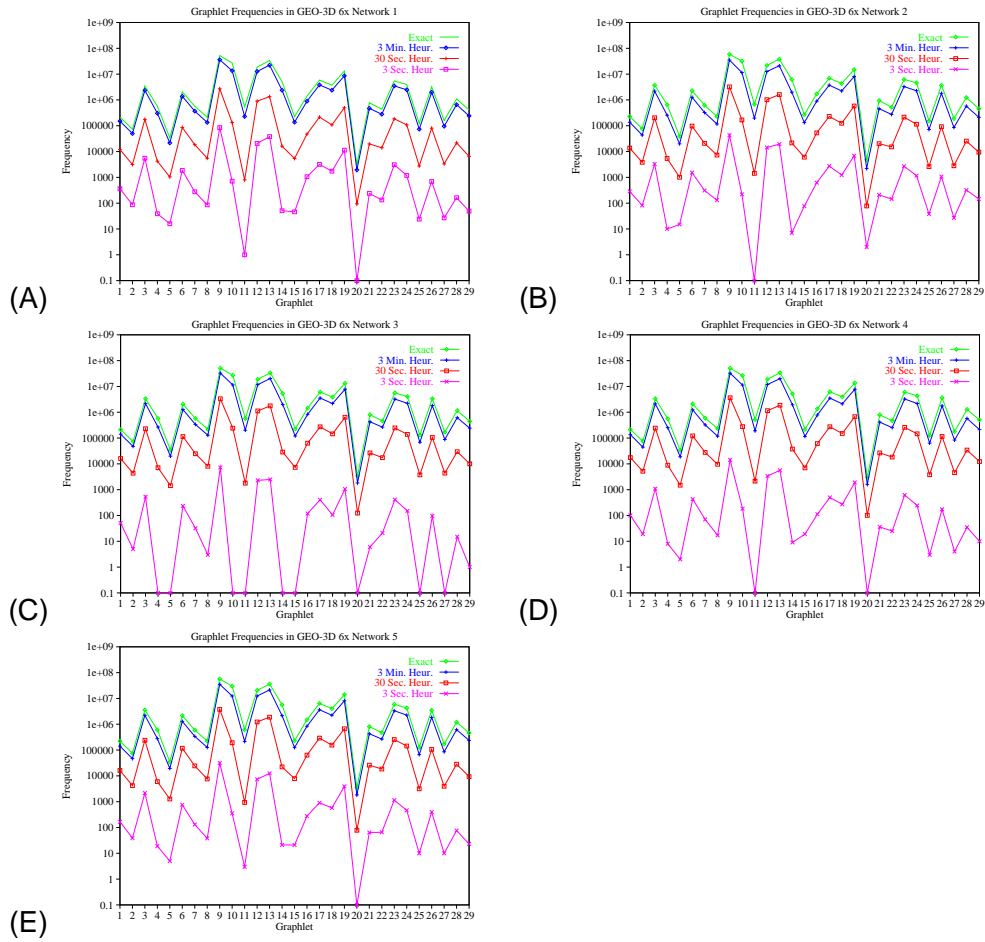 Graphlet Frequencies in GEO-3D 6x Network 1
1e+09
1e+08
1e+07
1e+06
100000
10000
1000
100
10
1
0.1
Frequency
Exact
3 Min. Heur.
30 Sec. Heur.
3 Sec. Heur
1 2 3 4 5 6 7 8 9 10 11 12 13 14 15 16 17 18 19 20 21 22 23 24 25 26 27 28 29
Graphlet
(A)
Graphlet Frequencies in GEO-3D 6x Network 2
1e+09
1e+08
1e+07
1e+06
100000
10000
1000
100
10
1
0.1
Frequency
Exact
3 Min. Heur.
30 Sec. Heur.
3 Sec. Heur
1 2 3 4 5 6 7 8 9 10 11 12 13 14 15 16 17 18 19 20 21 22 23 24 25 26 27 28 29
Graphlet
(B)
Graphlet Frequencies in GEO-3D 6x Network 3
1e+09
1e+08
1e+07
1e+06
100000
10000
1000
100
10
1
0.1
Frequency
Exact
3 Min. Heur.
30 Sec. Heur.
3 Sec. Heur
1 2 3 4 5 6 7 8 9 10 11 12 13 14 15 16 17 18 19 20 21 22 23 24 25 26 27 28 29
Graphlet
(C)
Graphlet Frequencies in GEO-3D 6x Network 4
1e+09
1e+08
1e+07
1e+06
100000
10000
1000
100
10
1
0.1
Frequency
Exact
3 Min. Heur.
30 Sec. Heur.
3 Sec. Heur
1 2 3 4 5 6 7 8 9 10 11 12 13 14 15 16 17 18 19 20 21 22 23 24 25 26 27 28 29
Graphlet
(D)
Graphlet Frequencies in GEO-3D 6x Network 5
1e+09
1e+08
1e+07
1e+06
100000
10000
1000
100
10
1
0.1
Frequency
Exact
3 Min. Heur.
30 Sec. Heur.
3 Sec. Heur
1 2 3 4 5 6 7 8 9 10 11 12 13 14 15 16 17 18 19 20 21 22 23 24 25 26 27 28 29
Graphlet
(E)